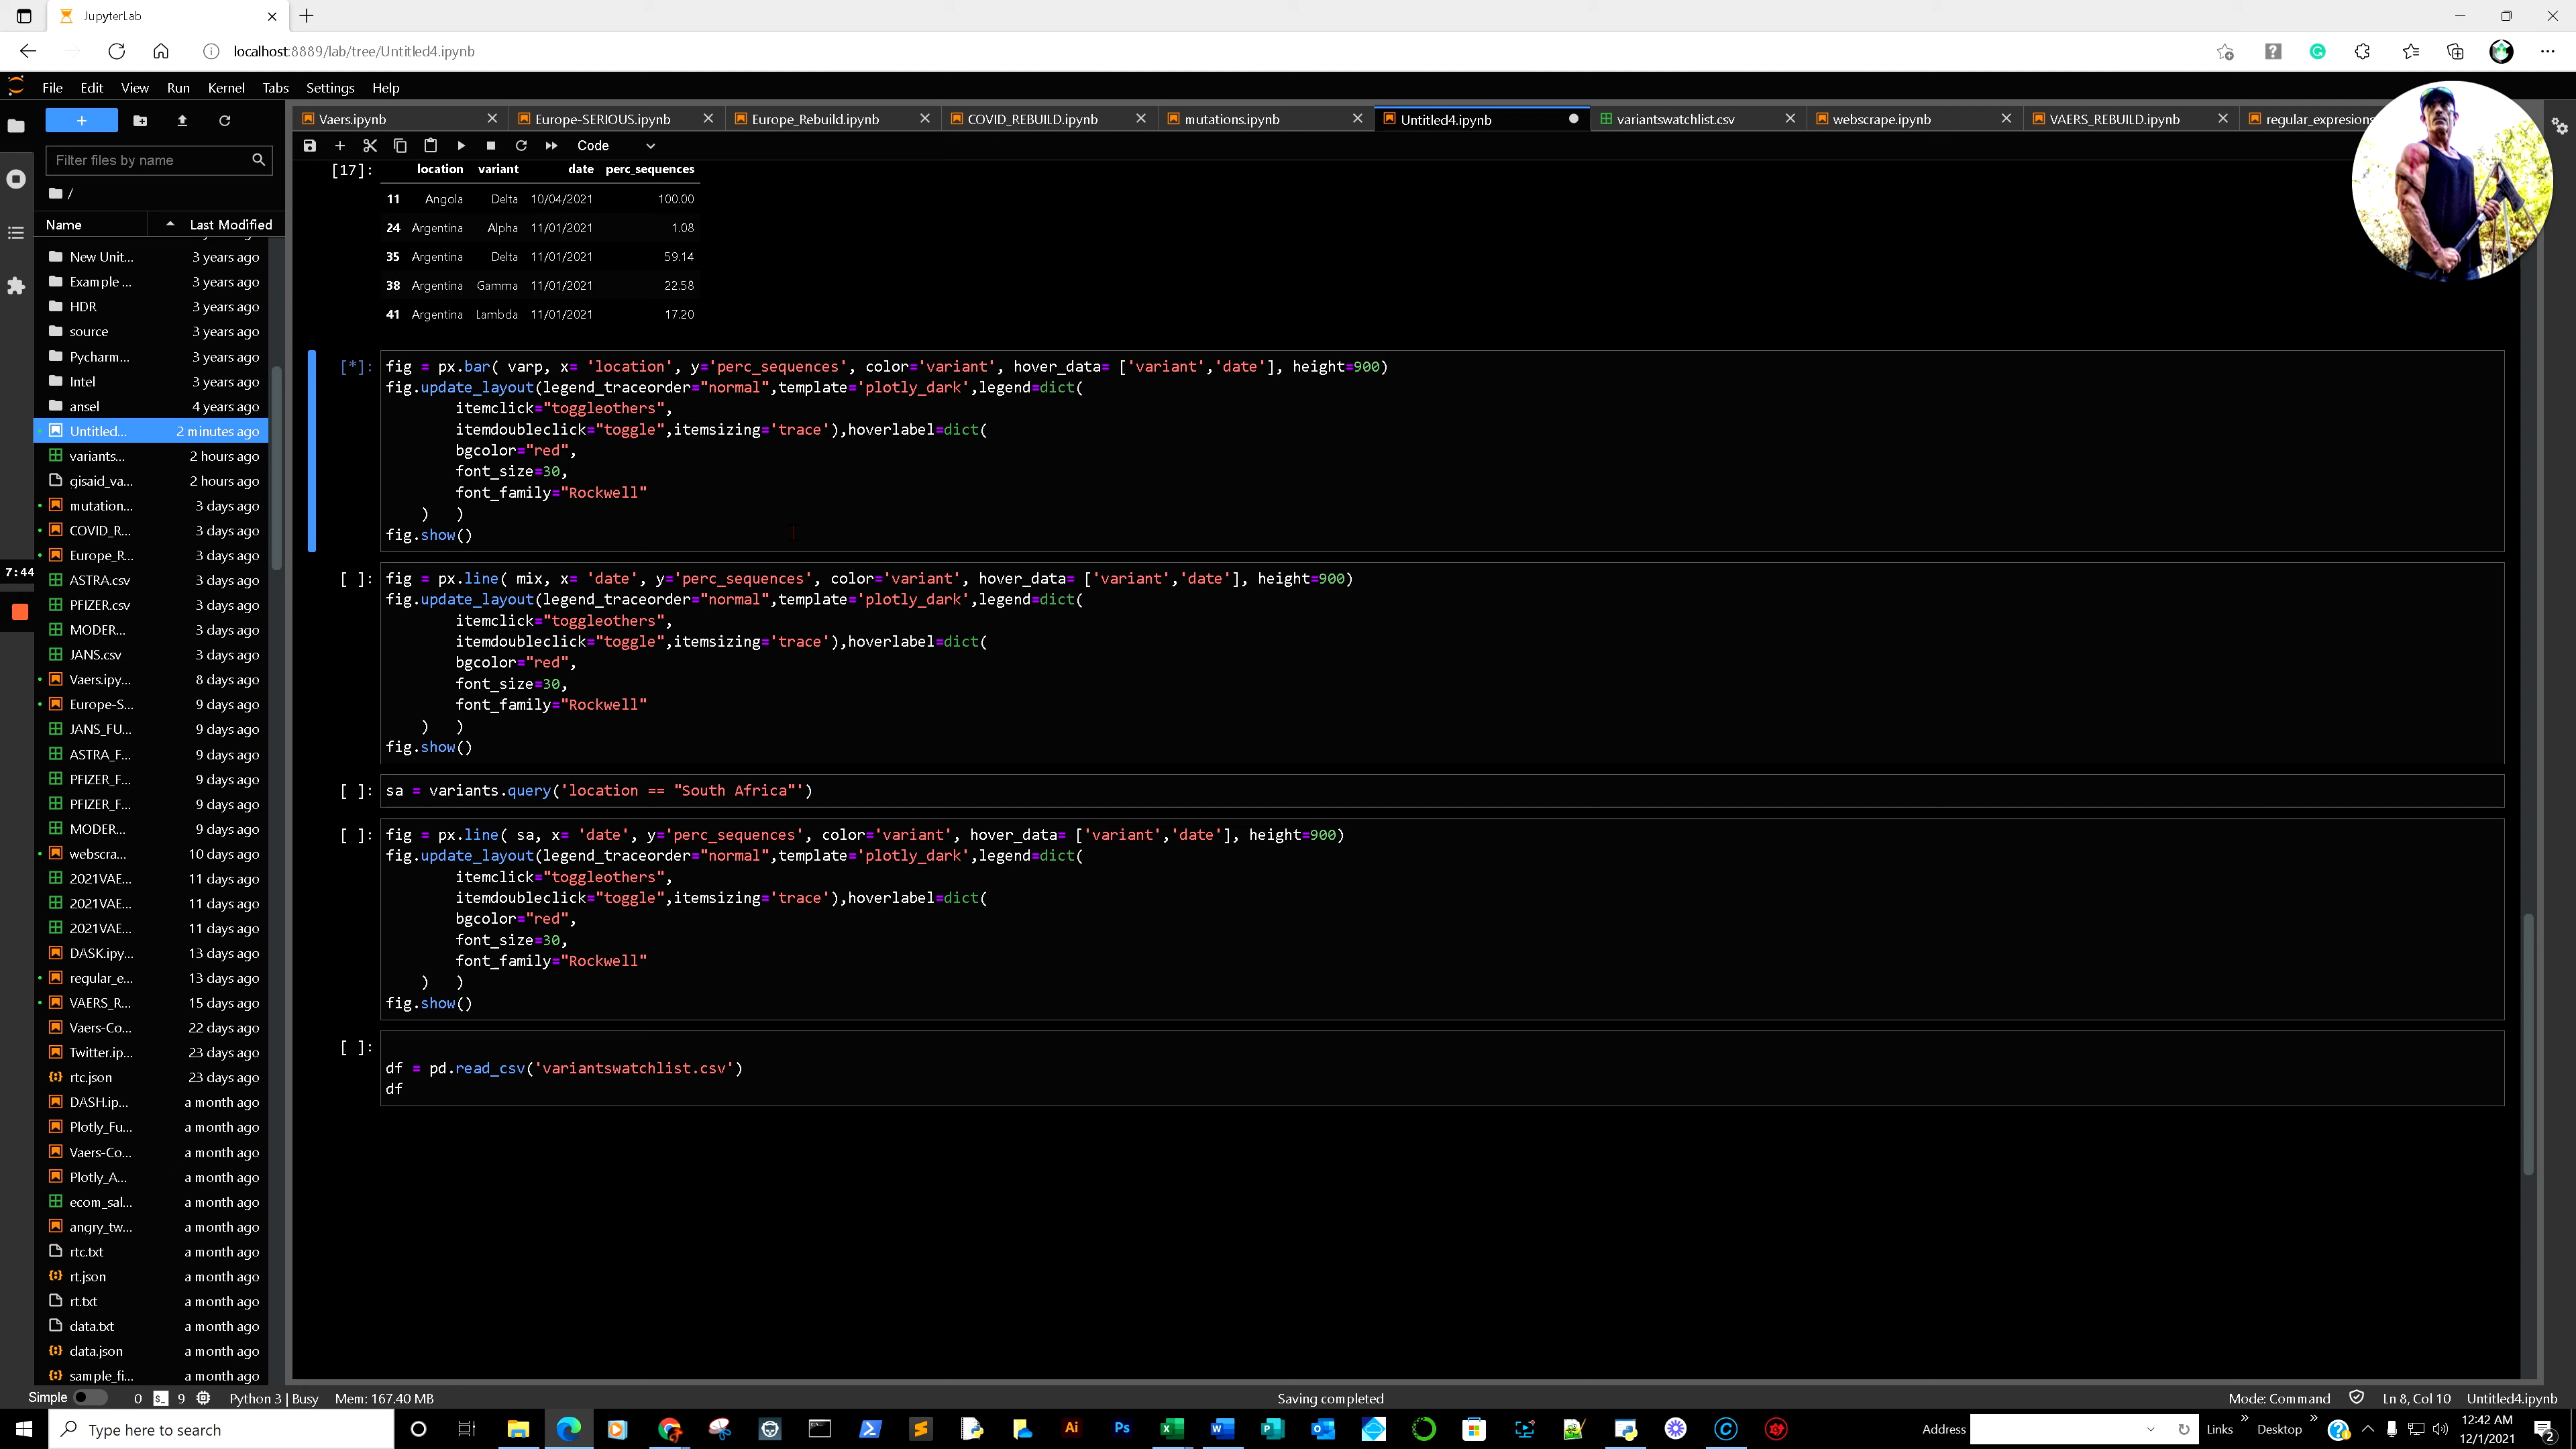 JupyterLab
localhost:8889/lab/tree/Untitled4.ipynb
File Edit View Run Kernel Tabs Settings Help
Vaers.ipynb Europe-SERIOUS.ipynb Europe_Rebuild.ipynb COVID_REBUILD.ipynb mutations.ipynb Untitled4.ipynb variantswatchlist.csv webscrape.ipynb VAERS_REBUILD.ipynb regular_expresions
Code
Filter files by name
/
Name Last Modified
New Unit... 3 years ago
Example ... 3 years ago
HDR 3 years ago
source 3 years ago
Pycharm... 3 years ago
Intel 3 years ago
ansel 4 years ago
Untitled... 2 minutes ago
variants... 2 hours ago
gisaid_va... 2 hours ago
mutation... 3 days ago
COVID_R... 3 days ago
Europe_R... 3 days ago
ASTRA.csv 3 days ago
PFIZER.csv 3 days ago
MODER... 3 days ago
JANS.csv 3 days ago
Vaers.ipy... 8 days ago
Europe-S... 9 days ago
JANS_FU... 9 days ago
ASTRA_F... 9 days ago
PFIZER_F... 9 days ago
PFIZER_F... 9 days ago
MODER... 9 days ago
webscra... 10 days ago
2021VAE... 11 days ago
2021VAE... 11 days ago
2021VAE... 11 days ago
DASK.ipy... 13 days ago
regular_e... 13 days ago
VAERS_R... 15 days ago
Vaers-Co... 22 days ago
Twitter.ip... 23 days ago
rtc.json 23 days ago
DASH.ip... a month ago
Plotly_Fu... a month ago
Vaers-Co... a month ago
Plotly_A... a month ago
ecom_sal... a month ago
angry_tw... a month ago
rtc.txt a month ago
rt.json a month ago
rt.txt a month ago
data.txt a month ago
data.json a month ago
sample_fi... a month ago
7:44
[17]: location variant date perc_sequences
11 Angola Delta 10/04/2021 100.00
24 Argentina Alpha 11/01/2021 1.08
35 Argentina Delta 11/01/2021 59.14
38 Argentina Gamma 11/01/2021 22.58
41 Argentina Lambda 11/01/2021 17.20
[*]: fig = px.bar( varp, x= 'location', y='perc_sequences', color='variant', hover_data= ['variant','date'], height=900)
fig.update_layout(legend_traceorder="normal",template='plotly_dark',legend=dict(
itemclick="toggleothers",
itemdoubleclick="toggle",itemsizing='trace'),hoverlabel=dict(
bgcolor="red",
font_size=30,
font_family="Rockwell"
) )
fig.show()
[ ]: fig = px.line( mix, x= 'date', y='perc_sequences', color='variant', hover_data= ['variant','date'], height=900)
fig.update_layout(legend_traceorder="normal",template='plotly_dark',legend=dict(
itemclick="toggleothers",
itemdoubleclick="toggle",itemsizing='trace'),hoverlabel=dict(
bgcolor="red",
font_size=30,
font_family="Rockwell"
) )
fig.show()
[ ]: sa = variants.query('location == "South Africa"')
[ ]: fig = px.line( sa, x= 'date', y='perc_sequences', color='variant', hover_data= ['variant','date'], height=900)
fig.update_layout(legend_traceorder="normal",template='plotly_dark',legend=dict(
itemclick="toggleothers",
itemdoubleclick="toggle",itemsizing='trace'),hoverlabel=dict(
bgcolor="red",
font_size=30,
font_family="Rockwell"
) )
fig.show()
[ ]:
df = pd.read_csv('variantswatchlist.csv')
df
Simple 0 9 Python 3 | Busy Mem: 167.40 MB Saving completed Mode: Command Ln 8, Col 10 Untitled4.ipynb
Type here to search Ai Ps Address Links Desktop 12:42 AM
12/1/2021 2